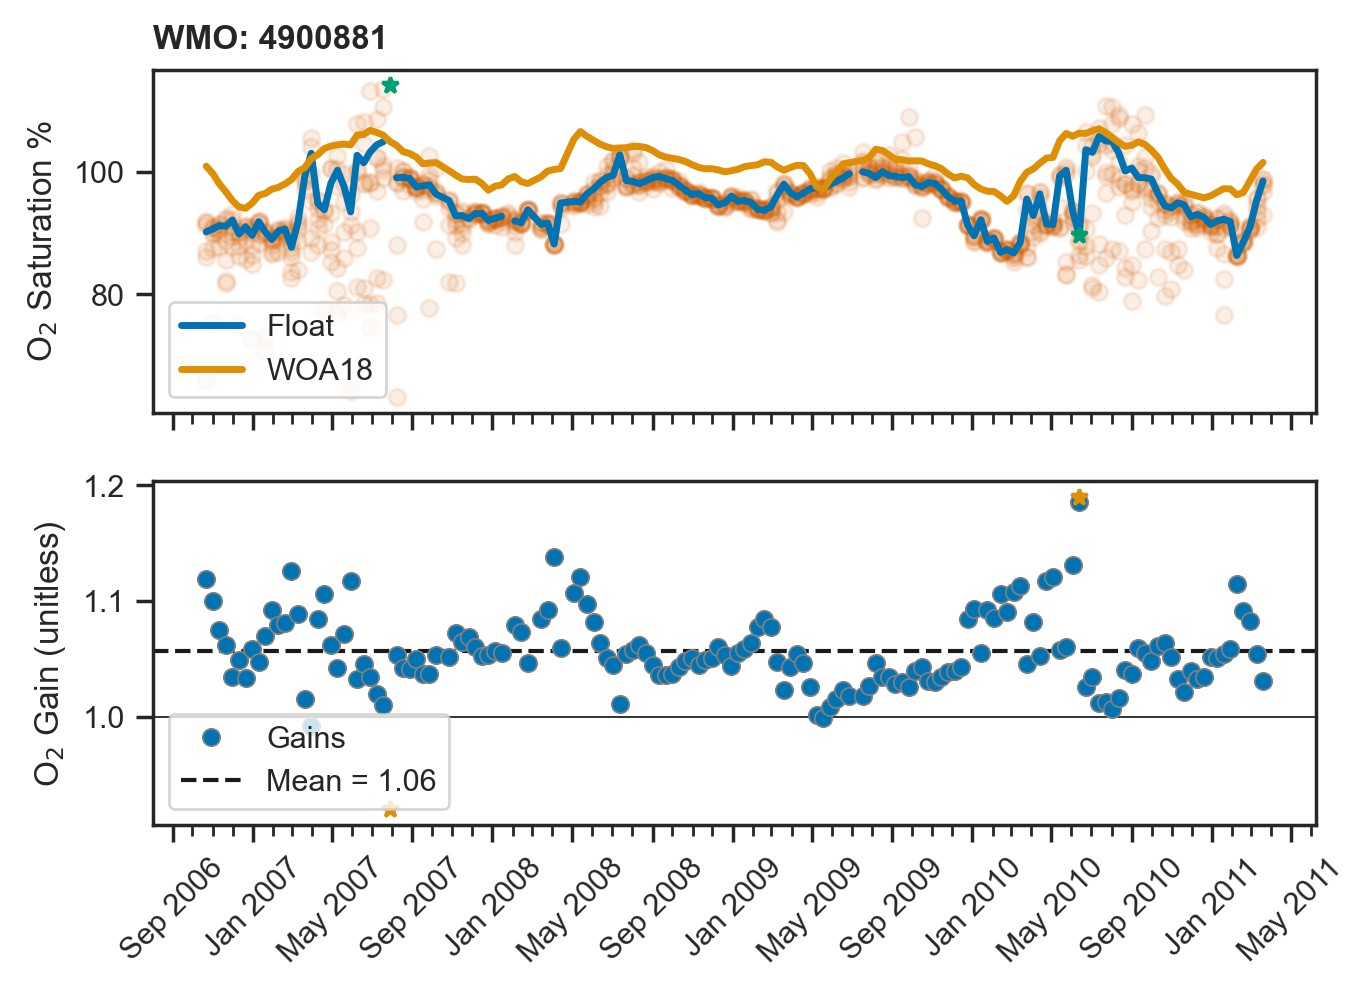 WMO: 4900881
O₂ Saturation %
100
80
Float
WOA18
O₂ Gain (unitless)
1.2
1.1
1.0
Gains
Mean = 1.06
Sep 2006
Jan 2007
May 2007
Sep 2007
Jan 2008
May 2008
Sep 2008
Jan 2009
May 2009
Sep 2009
Jan 2010
May 2010
Sep 2010
Jan 2011
May 2011